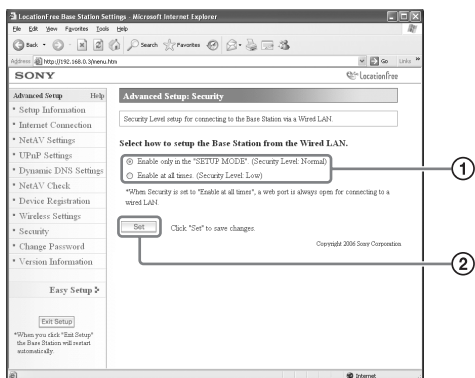 LocationFree Base Station Settings - Microsoft Internet Explorer
File Edit View Favorites Tools Help
Back Search Favorites
Address http://192.168.0.3/menu.htm Go Links »
SONY LocationFree
Advanced Setup Help
Advanced Setup: Security
* Setup Information
* Internet Connection
* NetAV Settings
* UPnP Settings
* Dynamic DNS Settings
* NetAV Check
* Device Registration
* Wireless Settings
* Security
* Change Password
* Version Information
Easy Setup
Exit Setup
*When you click "Exit Setup"
the Base Station will restart
automatically.
Security Level setup for connecting to the Base Station via a Wired LAN.
Select how to setup the Base Station from the Wired LAN.
Enable only in the "SETUP MODE". (Security Level: Normal)
Enable at all times. (Security Level: Low)
*When Security is set to "Enable at all times", a web port is always open for connecting to a
wired LAN.
Set Click "Set" to save changes.
Copyright 2006 Sony Corporation
Internet
1
2